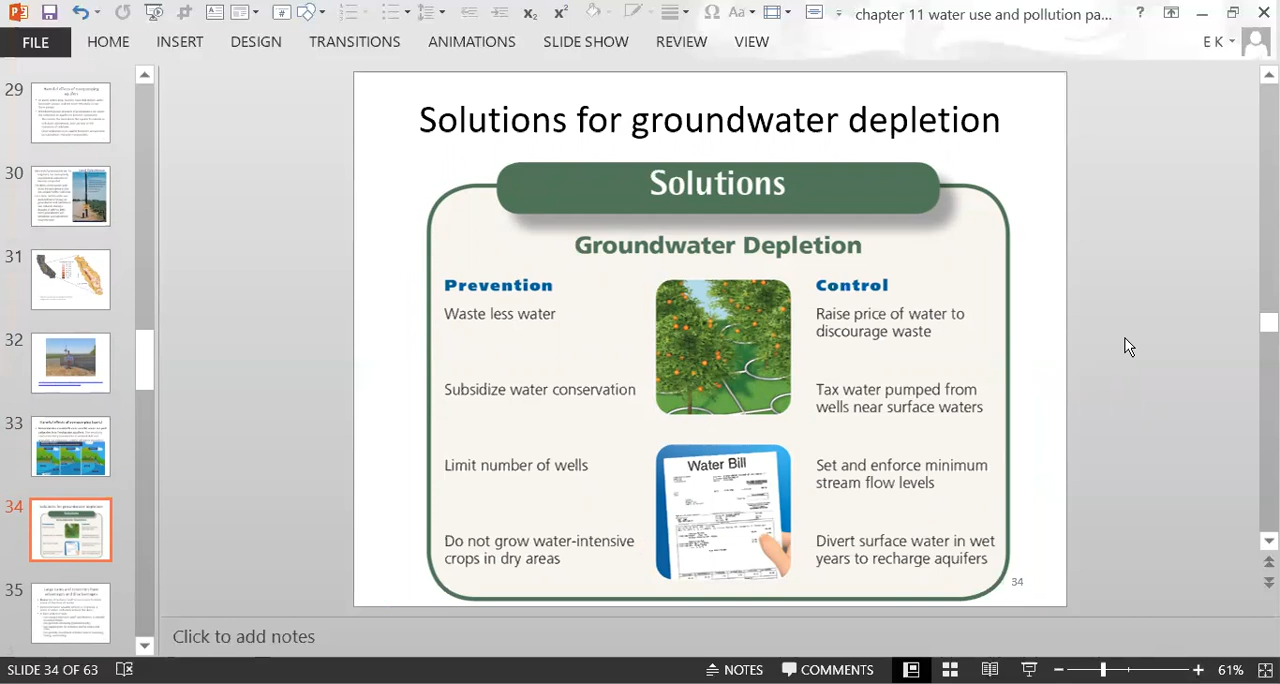 chapter 11 water use and pollution pa...
FILE
HOME
INSERT
DESIGN
TRANSITIONS
ANIMATIONS
SLIDE SHOW
REVIEW
VIEW
E K
29
30
31
32
33
34
35
Solutions for groundwater depletion
Solutions
Groundwater Depletion
Prevention
Waste less water
Subsidize water conservation
Limit number of wells
Do not grow water-intensive
crops in dry areas
Water Bill
Control
Raise price of water to
discourage waste
Tax water pumped from
wells near surface waters
Set and enforce minimum
stream flow levels
Divert surface water in wet
years to recharge aquifers
34
Click to add notes
SLIDE 34 OF 63
NOTES
COMMENTS
61%